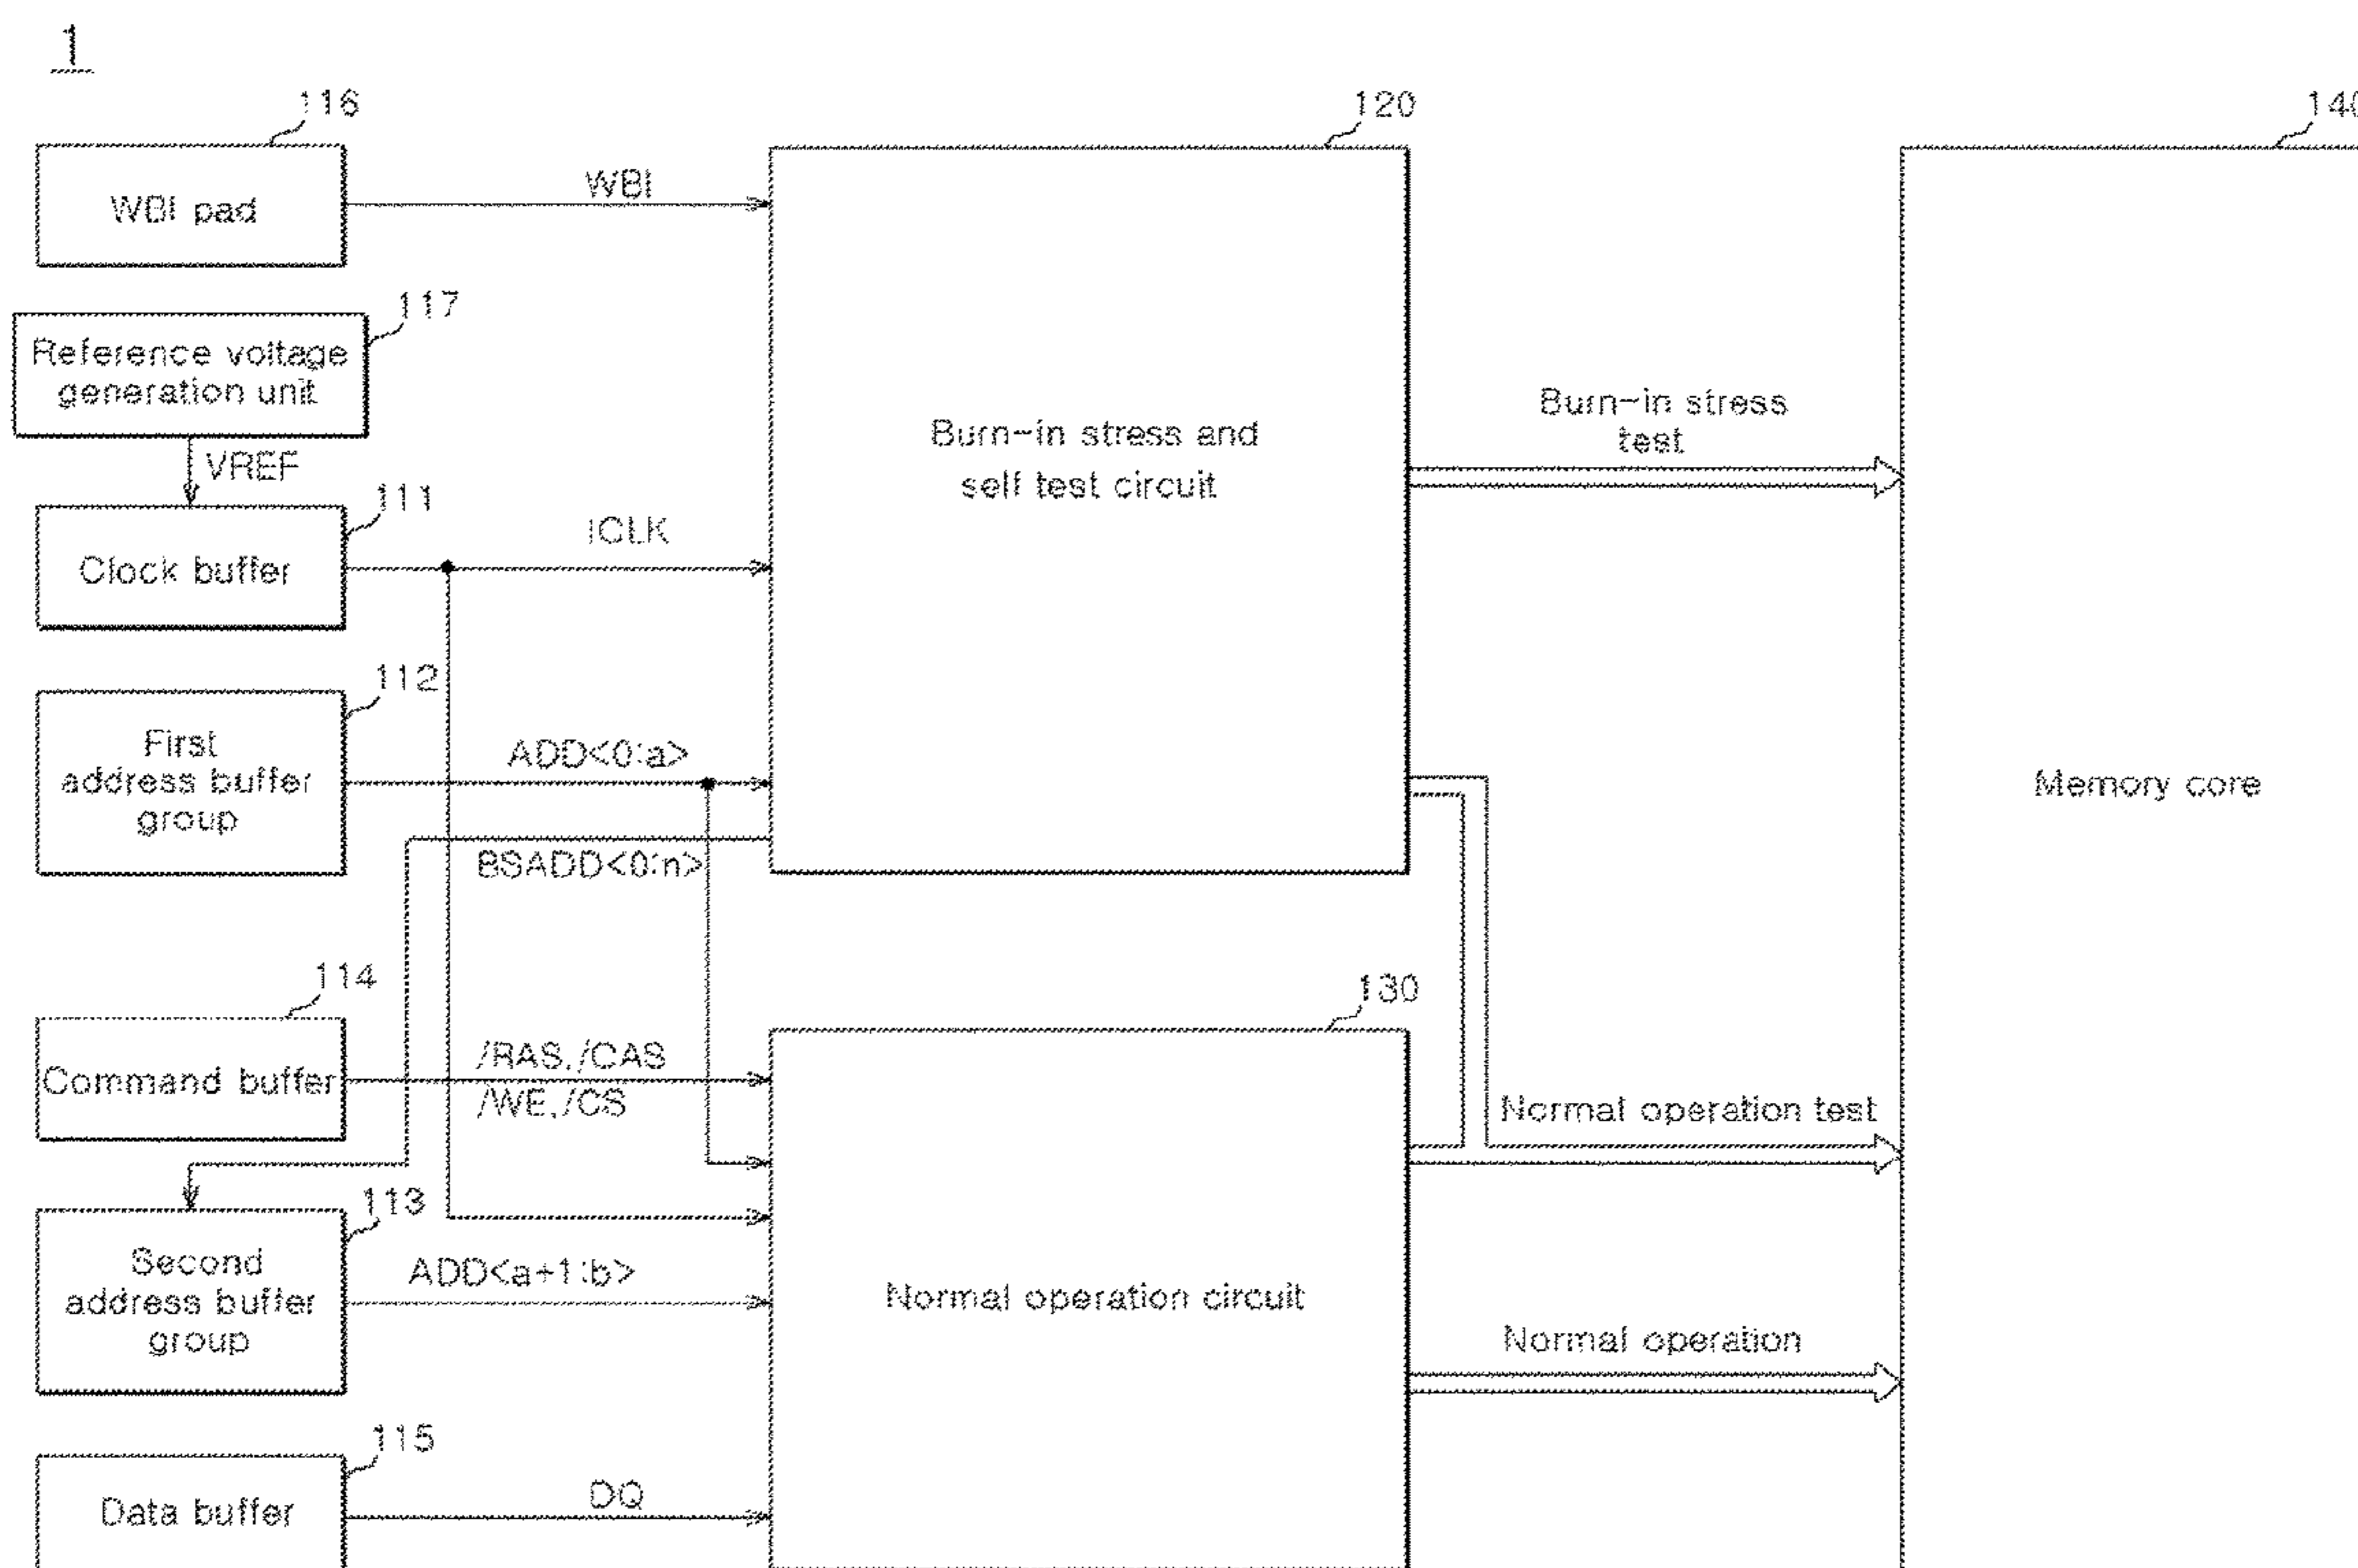 1
116
120
WBI pad
WBI
117
Reference voltage
generation unit
VREF
Burn-in stress and
self test circuit
Burn-in stress
test
111
Clock buffer
ICLK
112
First
address buffer
group
ADD<0:a>
BSADD<0:n>
Memory core
114
130
Command buffer
/RAS,/CAS
/WE,/CS
Normal operation test
113
Second
address buffer
group
ADD<a+1:b>
Normal operation circuit
Normal operation
115
Data buffer
DQ